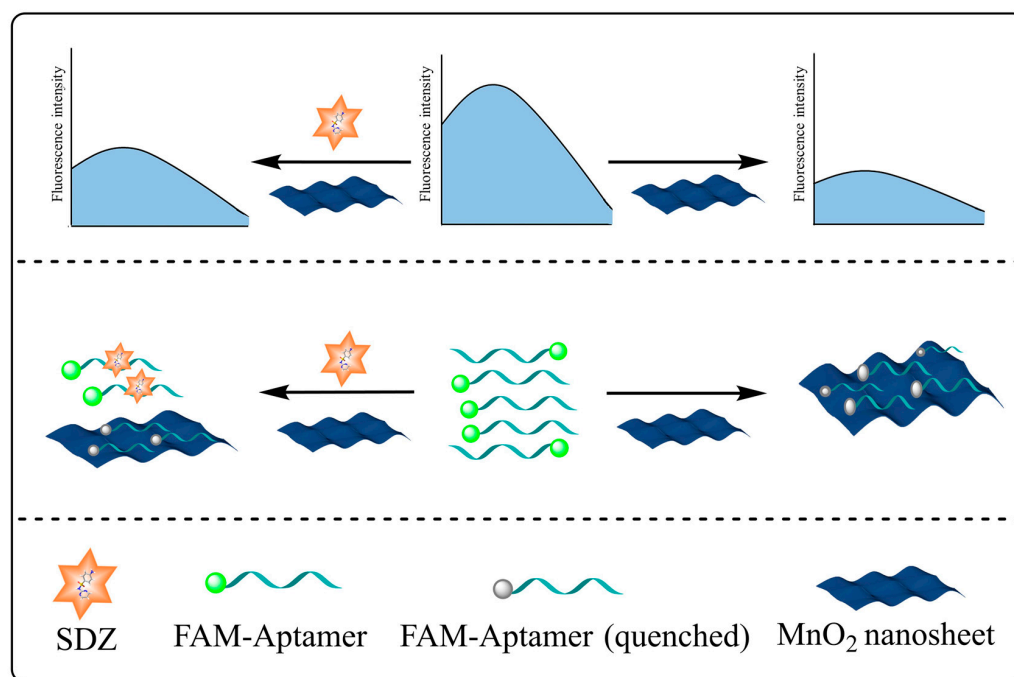 Fluorescence intensity
Fluorescence intensity
Fluorescence intensity
SDZ
FAM-Aptamer
FAM-Aptamer (quenched)
MnO₂ nanosheet